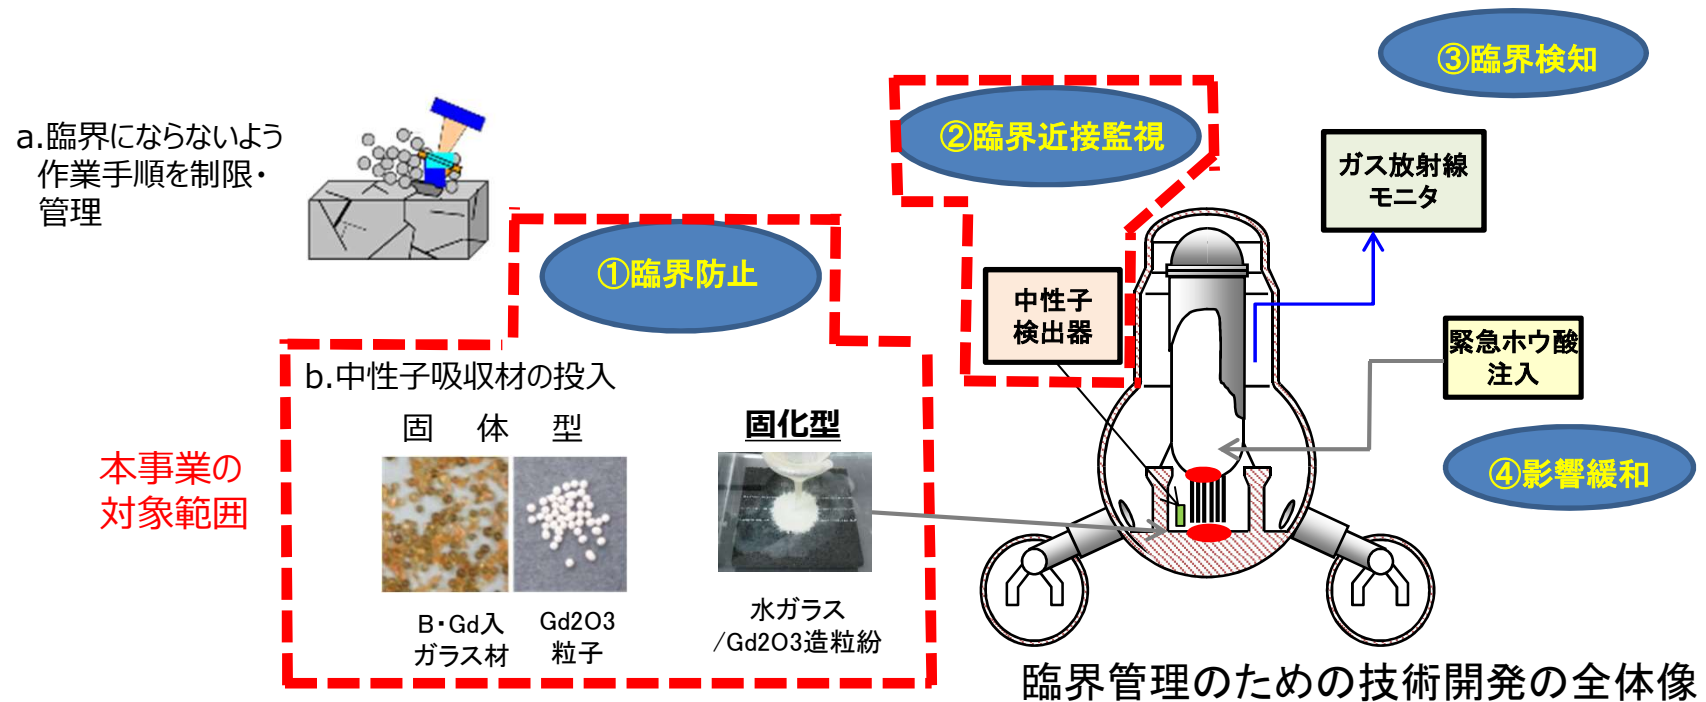 ③臨界検知
a.臨界にならないよう
作業手順を制限・
管理
②臨界近接監視
ガス放射線
モニタ
①臨界防止
中性子
検出器
緊急ホウ酸
注入
b.中性子吸収材の投入
固 体 型
固化型
本事業の
対象範囲
④影響緩和
B・Gd入
ガラス材
Gd2O3
粒子
水ガラス
/Gd2O3造粒紛
臨界管理のための技術開発の全体像